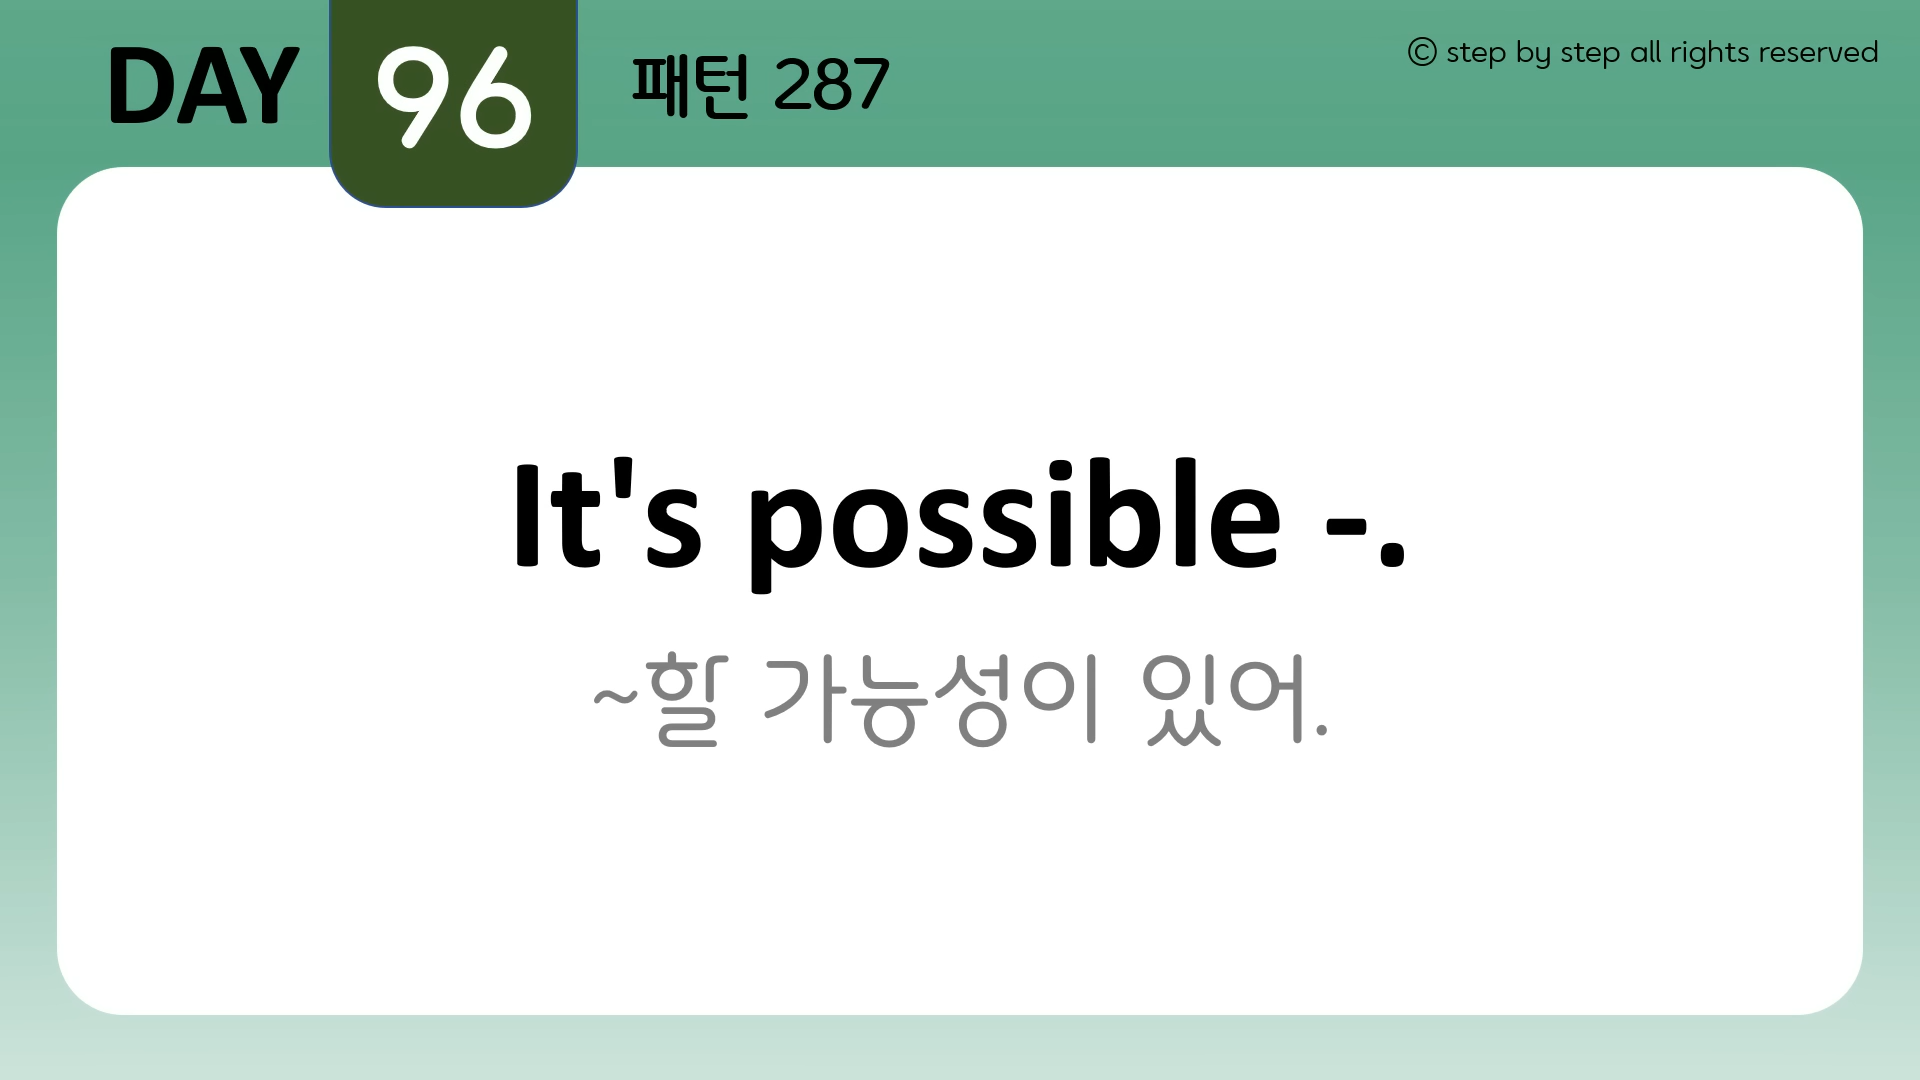 DAY 96 패턴 287
© step by step all rights reserved
It's possible -.
~할 가능성이 있어.